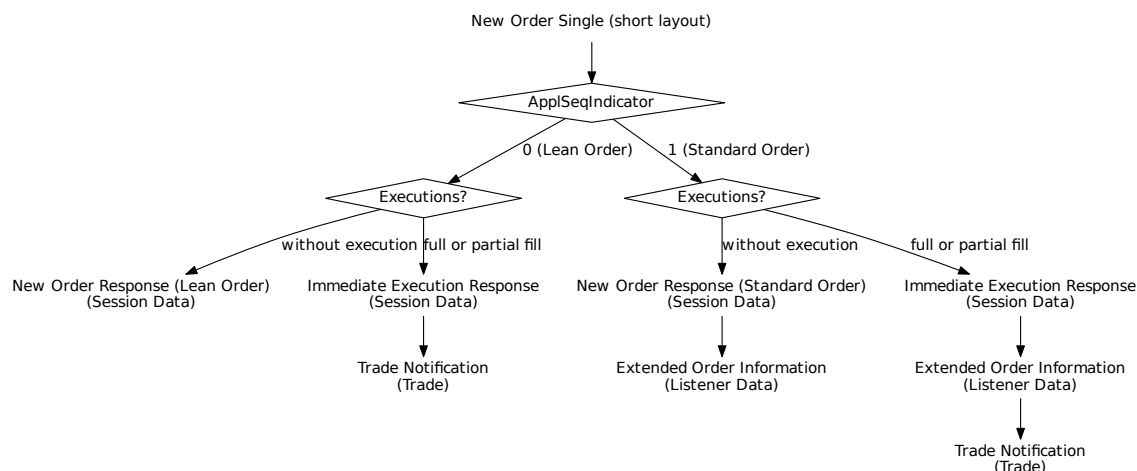 New Order Single (short layout)
ApplSeqIndicator
0 (Lean Order)
1 (Standard Order)
Executions?
Executions?
without execution
full or partial fill
without execution
full or partial fill
New Order Response (Lean Order)
(Session Data)
Immediate Execution Response
(Session Data)
New Order Response (Standard Order)
(Session Data)
Immediate Execution Response
(Session Data)
Trade Notification
(Trade)
Extended Order Information
(Listener Data)
Extended Order Information
(Listener Data)
Trade Notification
(Trade)